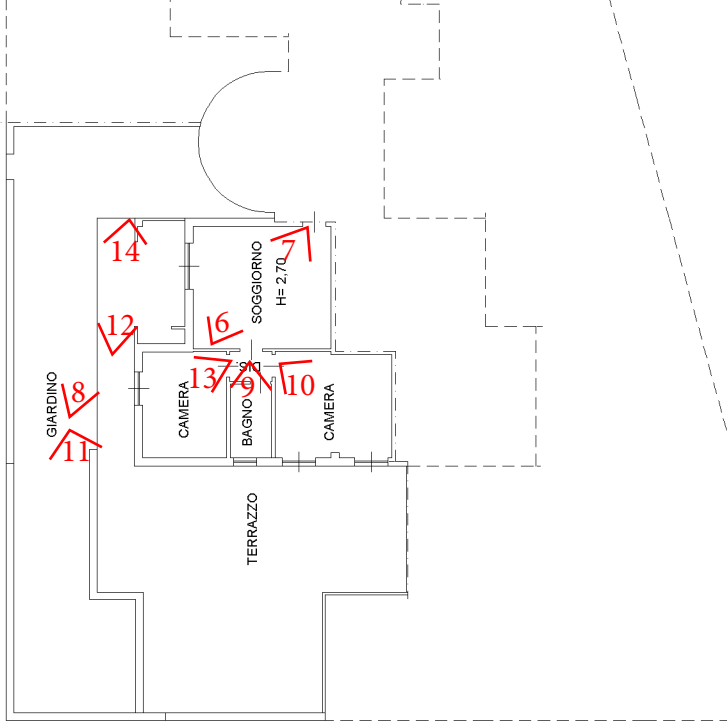 14
7
SOGGIORNO
H= 2,70
12
6
8
GIARDINO
13
9
10
CAMERA
BAGNO
CAMERA
11
TERRAZZO